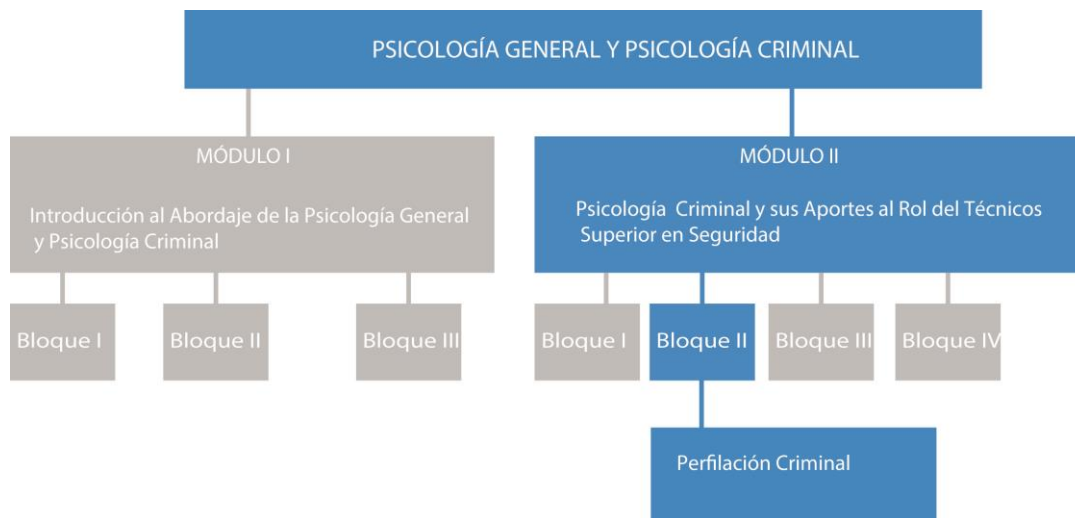 PSICOLOGÍA GENERAL Y PSICOLOGÍA CRIMINAL
MÓDULO I
Introducción al Abordaje de la Psicología General
y Psicología Criminal
MÓDULO II
Psicología Criminal y sus Aportes al Rol del Técnicos
Superior en Seguridad
Bloque I
Bloque II
Bloque III
Bloque I
Bloque II
Bloque III
Bloque IV
Perfilación Criminal